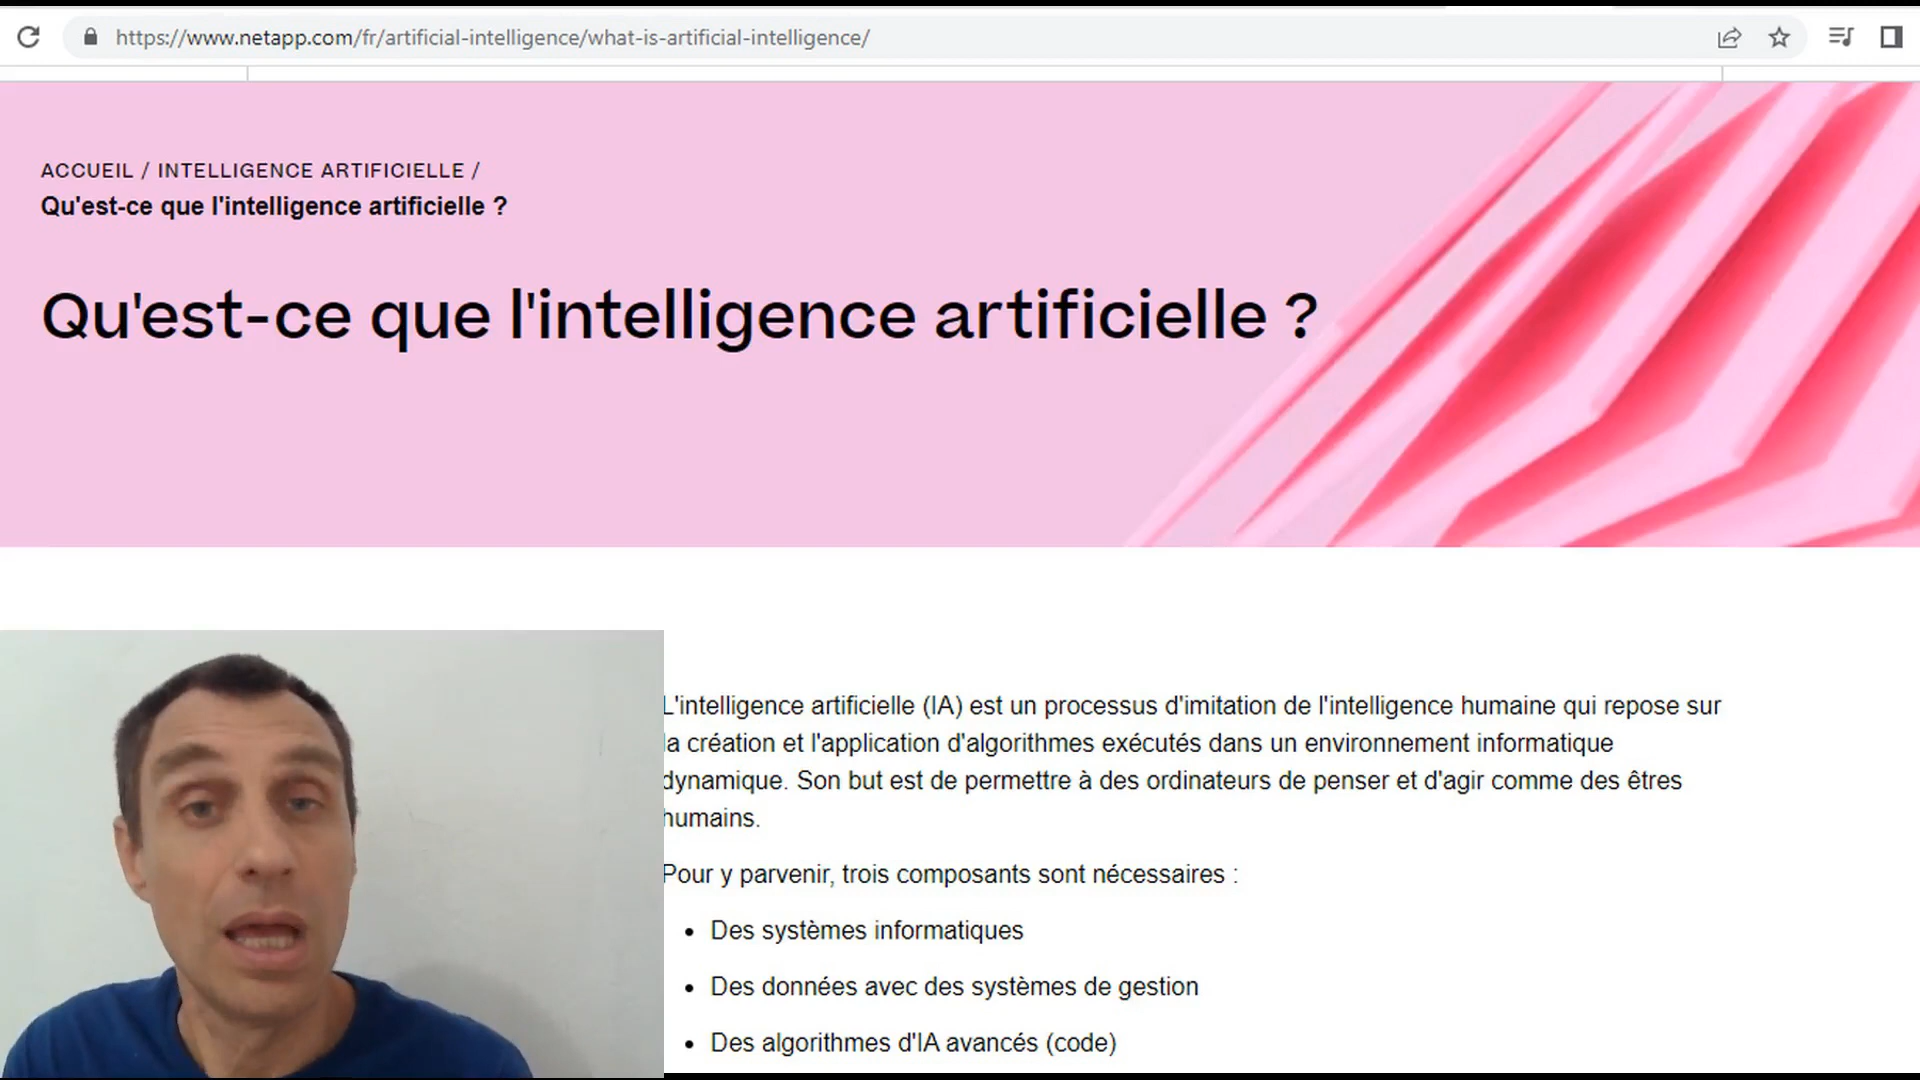 https://www.netapp.com/fr/artificial-intelligence/what-is-artificial-intelligence/
ACCUEIL / INTELLIGENCE ARTIFICIELLE /
Qu'est-ce que l'intelligence artificielle ?
Qu'est-ce que l'intelligence artificielle ?
L'intelligence artificielle (IA) est un processus d'imitation de l'intelligence humaine qui repose sur
la création et l'application d'algorithmes exécutés dans un environnement informatique
dynamique. Son but est de permettre à des ordinateurs de penser et d'agir comme des êtres
humains.
Pour y parvenir, trois composants sont nécessaires :
• Des systèmes informatiques
• Des données avec des systèmes de gestion
• Des algorithmes d'IA avancés (code)